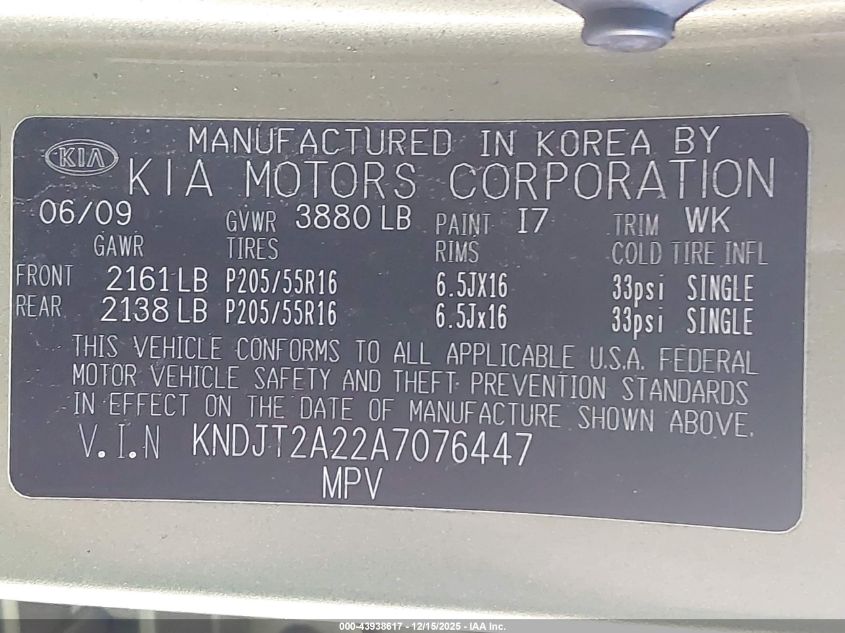 MANUFACTURED IN KOREA BY
KIA KIA MOTORS CORPORATION
06/09 GVWR 3880 LB PAINT I7 TRIM WK
GAWR TIRES RIMS COLD TIRE INFL
FRONT 2161 LB P205/55R16 6.5JX16 33psi SINGLE
REAR 2138 LB P205/55R16 6.5Jx16 33psi SINGLE
THIS VEHICLE CONFORMS TO ALL APPLICABLE U.S.A. FEDERAL
MOTOR VEHICLE SAFETY AND THEFT PREVENTION STANDARDS
IN EFFECT ON THE DATE OF MANUFACTURE SHOWN ABOVE.
V.I.N KNDJT2A22A7076447
MPV
000-43938617 - 12/15/2025 - IAA Inc.